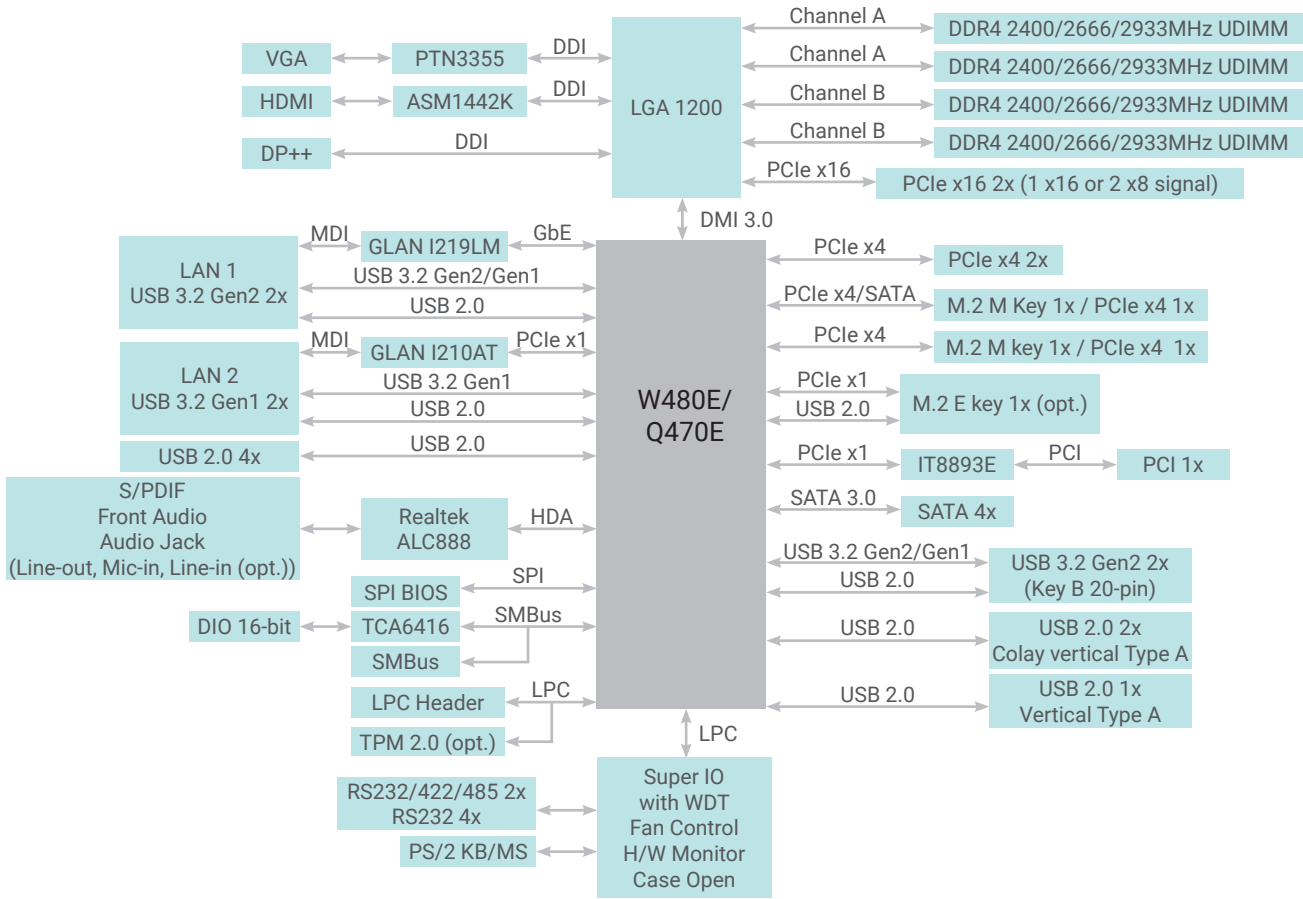 VGA
PTN3355
DDI
HDMI
ASM1442K
DDI
DP++
DDI
LGA 1200
Channel A
DDR4 2400/2666/2933MHz UDIMM
Channel A
DDR4 2400/2666/2933MHz UDIMM
Channel B
DDR4 2400/2666/2933MHz UDIMM
Channel B
DDR4 2400/2666/2933MHz UDIMM
PCIe x16
PCIe x16 2x (1 x16 or 2 x8 signal)
DMI 3.0
LAN 1
USB 3.2 Gen2 2x
MDI
GLAN I219LM
GbE
USB 3.2 Gen2/Gen1
USB 2.0
LAN 2
USB 3.2 Gen1 2x
MDI
GLAN I210AT
PCIe x1
USB 3.2 Gen1
USB 2.0
USB 2.0 4x
USB 2.0
S/PDIF
Front Audio
Audio Jack
(Line-out, Mic-in, Line-in (opt.))
Realtek
ALC888
HDA
SPI BIOS
SPI
DIO 16-bit
TCA6416
SMBus
SMBus
LPC Header
LPC
TPM 2.0 (opt.)
W480E/
Q470E
PCIe x4
PCIe x4 2x
PCIe x4/SATA
M.2 M Key 1x / PCIe x4 1x
PCIe x4
M.2 M key 1x / PCIe x4 1x
PCIe x1
USB 2.0
M.2 E key 1x (opt.)
PCIe x1
IT8893E
PCI
PCI 1x
SATA 3.0
SATA 4x
USB 3.2 Gen2/Gen1
USB 2.0
USB 3.2 Gen2 2x
(Key B 20-pin)
USB 2.0
USB 2.0 2x
Colay vertical Type A
USB 2.0
USB 2.0 1x
Vertical Type A
LPC
RS232/422/485 2x
RS232 4x
PS/2 KB/MS
Super IO
with WDT
Fan Control
H/W Monitor
Case Open